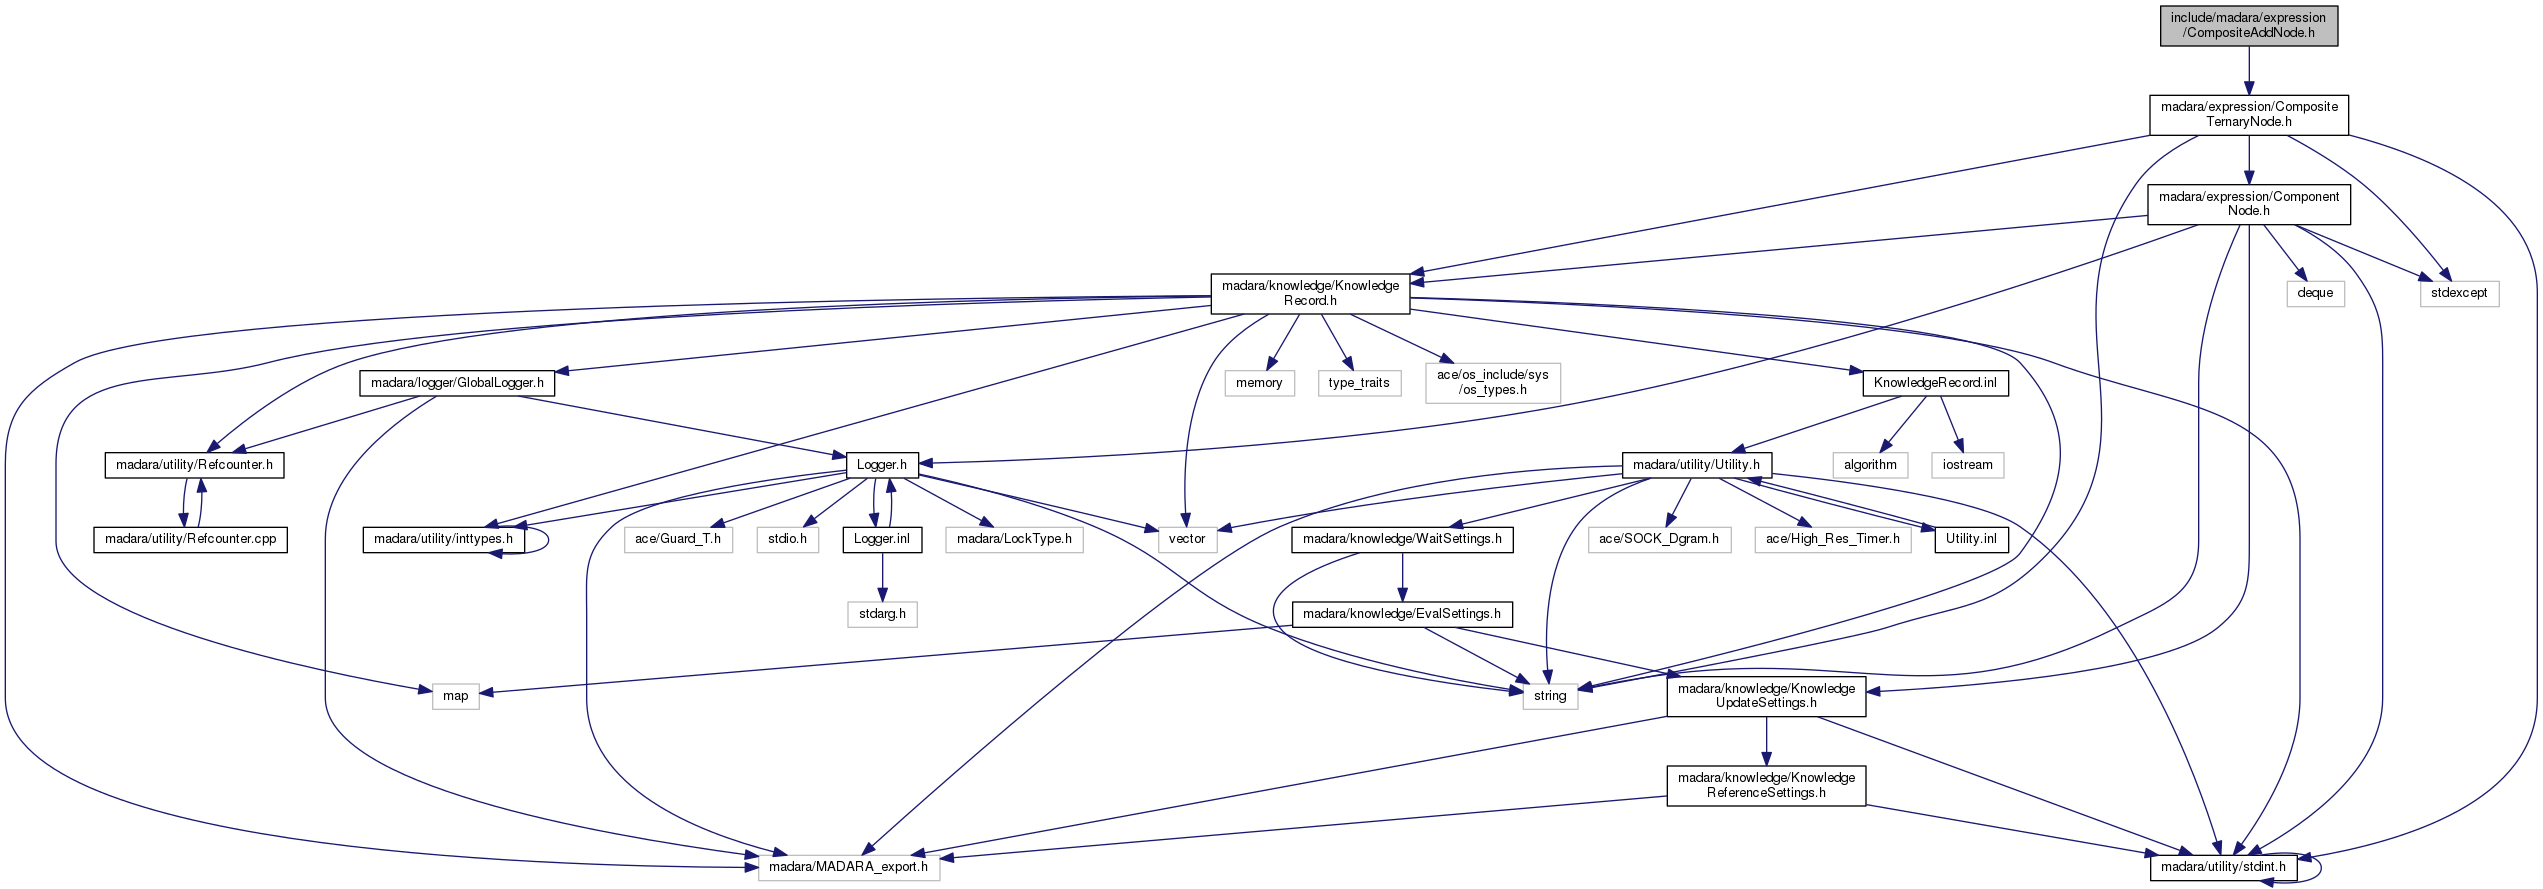 include/madara/expression
/CompositeAddNode.h
madara/expression/Composite
TernaryNode.h
madara/expression/Component
Node.h
madara/knowledge/Knowledge
Record.h
deque
stdexcept
madara/logger/GlobalLogger.h
memory
type_traits
ace/os_include/sys
/os_types.h
KnowledgeRecord.inl
madara/utility/Refcounter.h
Logger.h
madara/utility/Utility.h
algorithm
iostream
madara/utility/Refcounter.cpp
madara/utility/inttypes.h
ace/Guard_T.h
stdio.h
Logger.inl
madara/LockType.h
vector
madara/knowledge/WaitSettings.h
ace/SOCK_Dgram.h
ace/High_Res_Timer.h
Utility.inl
stdarg.h
madara/knowledge/EvalSettings.h
map
string
madara/knowledge/Knowledge
UpdateSettings.h
madara/knowledge/Knowledge
ReferenceSettings.h
madara/MADARA_export.h
madara/utility/stdint.h